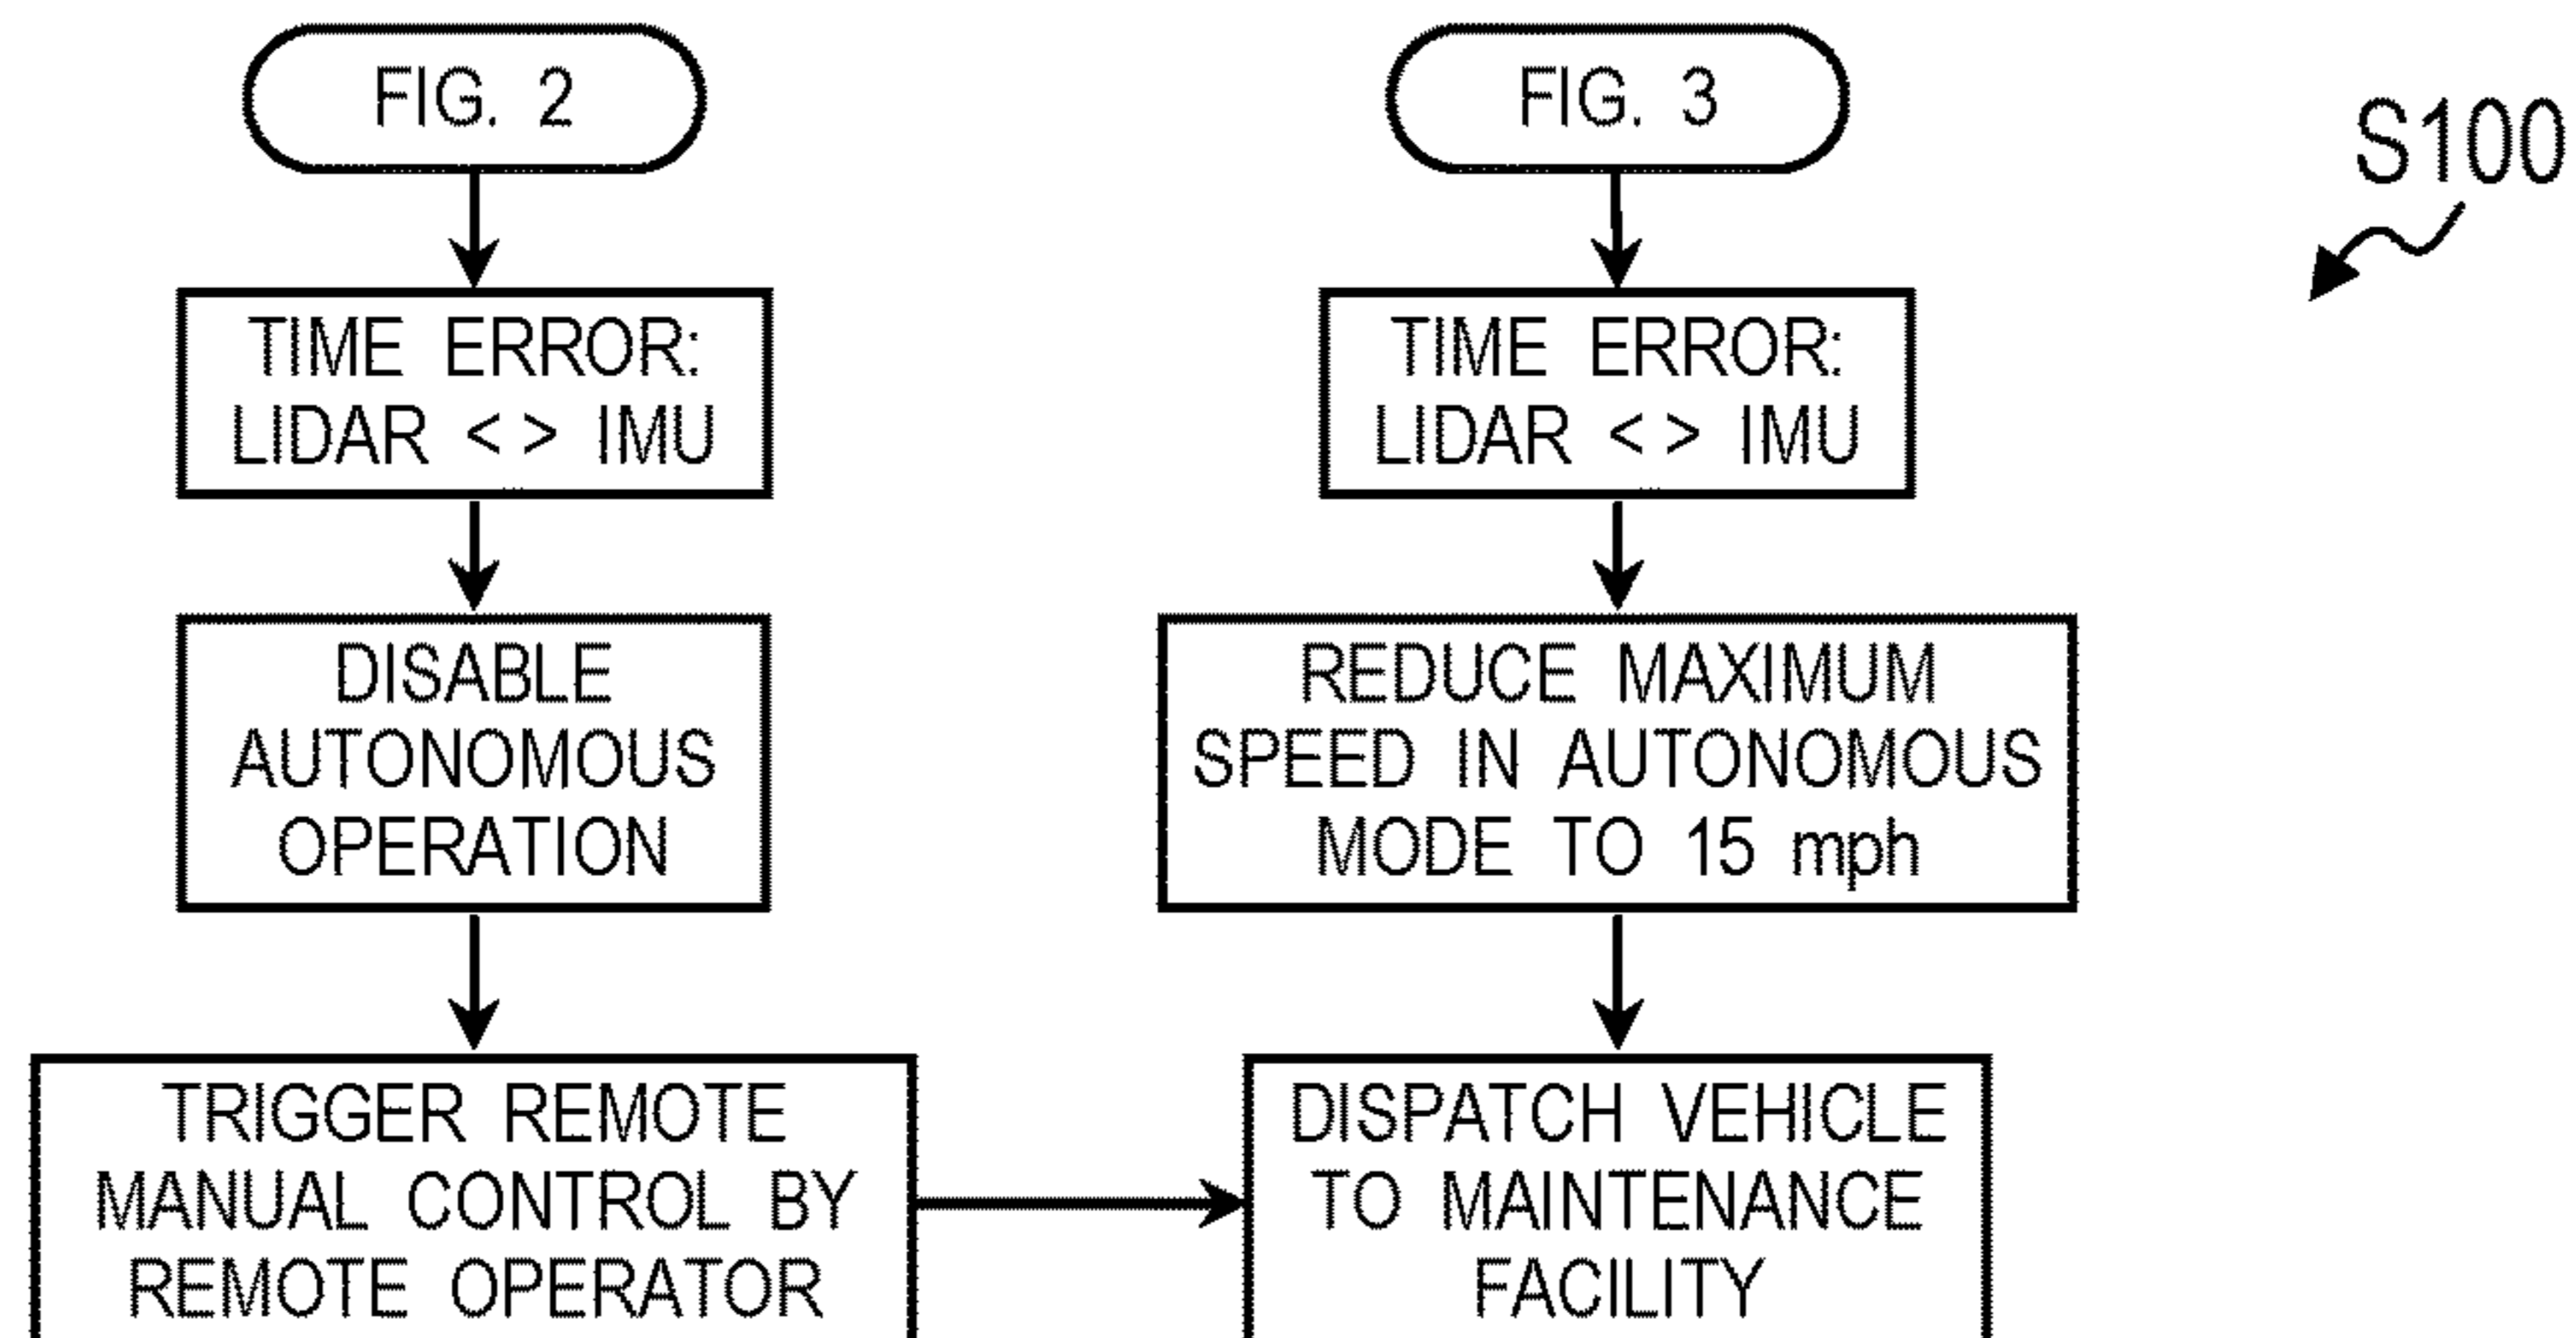 FIG. 2
TIME ERROR:
LIDAR <> IMU
DISABLE
AUTONOMOUS
OPERATION
TRIGGER REMOTE
MANUAL CONTROL BY
REMOTE OPERATOR
FIG. 3
TIME ERROR:
LIDAR <> IMU
REDUCE MAXIMUM
SPEED IN AUTONOMOUS
MODE TO 15 mph
DISPATCH VEHICLE
TO MAINTENANCE
FACILITY
S100